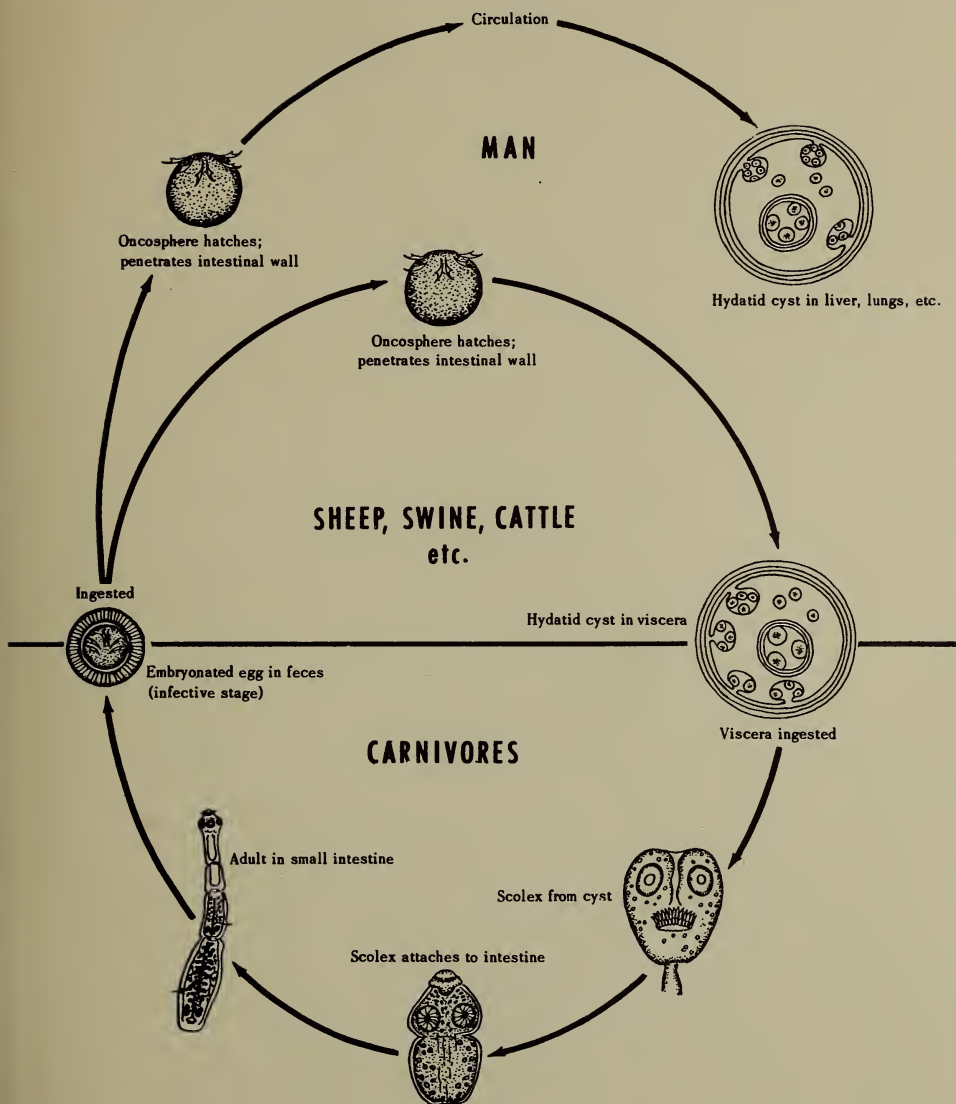 Circulation
MAN
Oncosphere hatches;
penetrates intestinal wall
Hydatid cyst in liver, lungs, etc.
Oncosphere hatches;
penetrates intestinal wall
SHEEP, SWINE, CATTLE
etc.
Ingested
Hydatid cyst in viscera
Embryonated egg in feces
(infective stage)
Viscera ingested
CARNIVORES
Adult in small intestine
Scolex from cyst
Scolex attaches to intestine